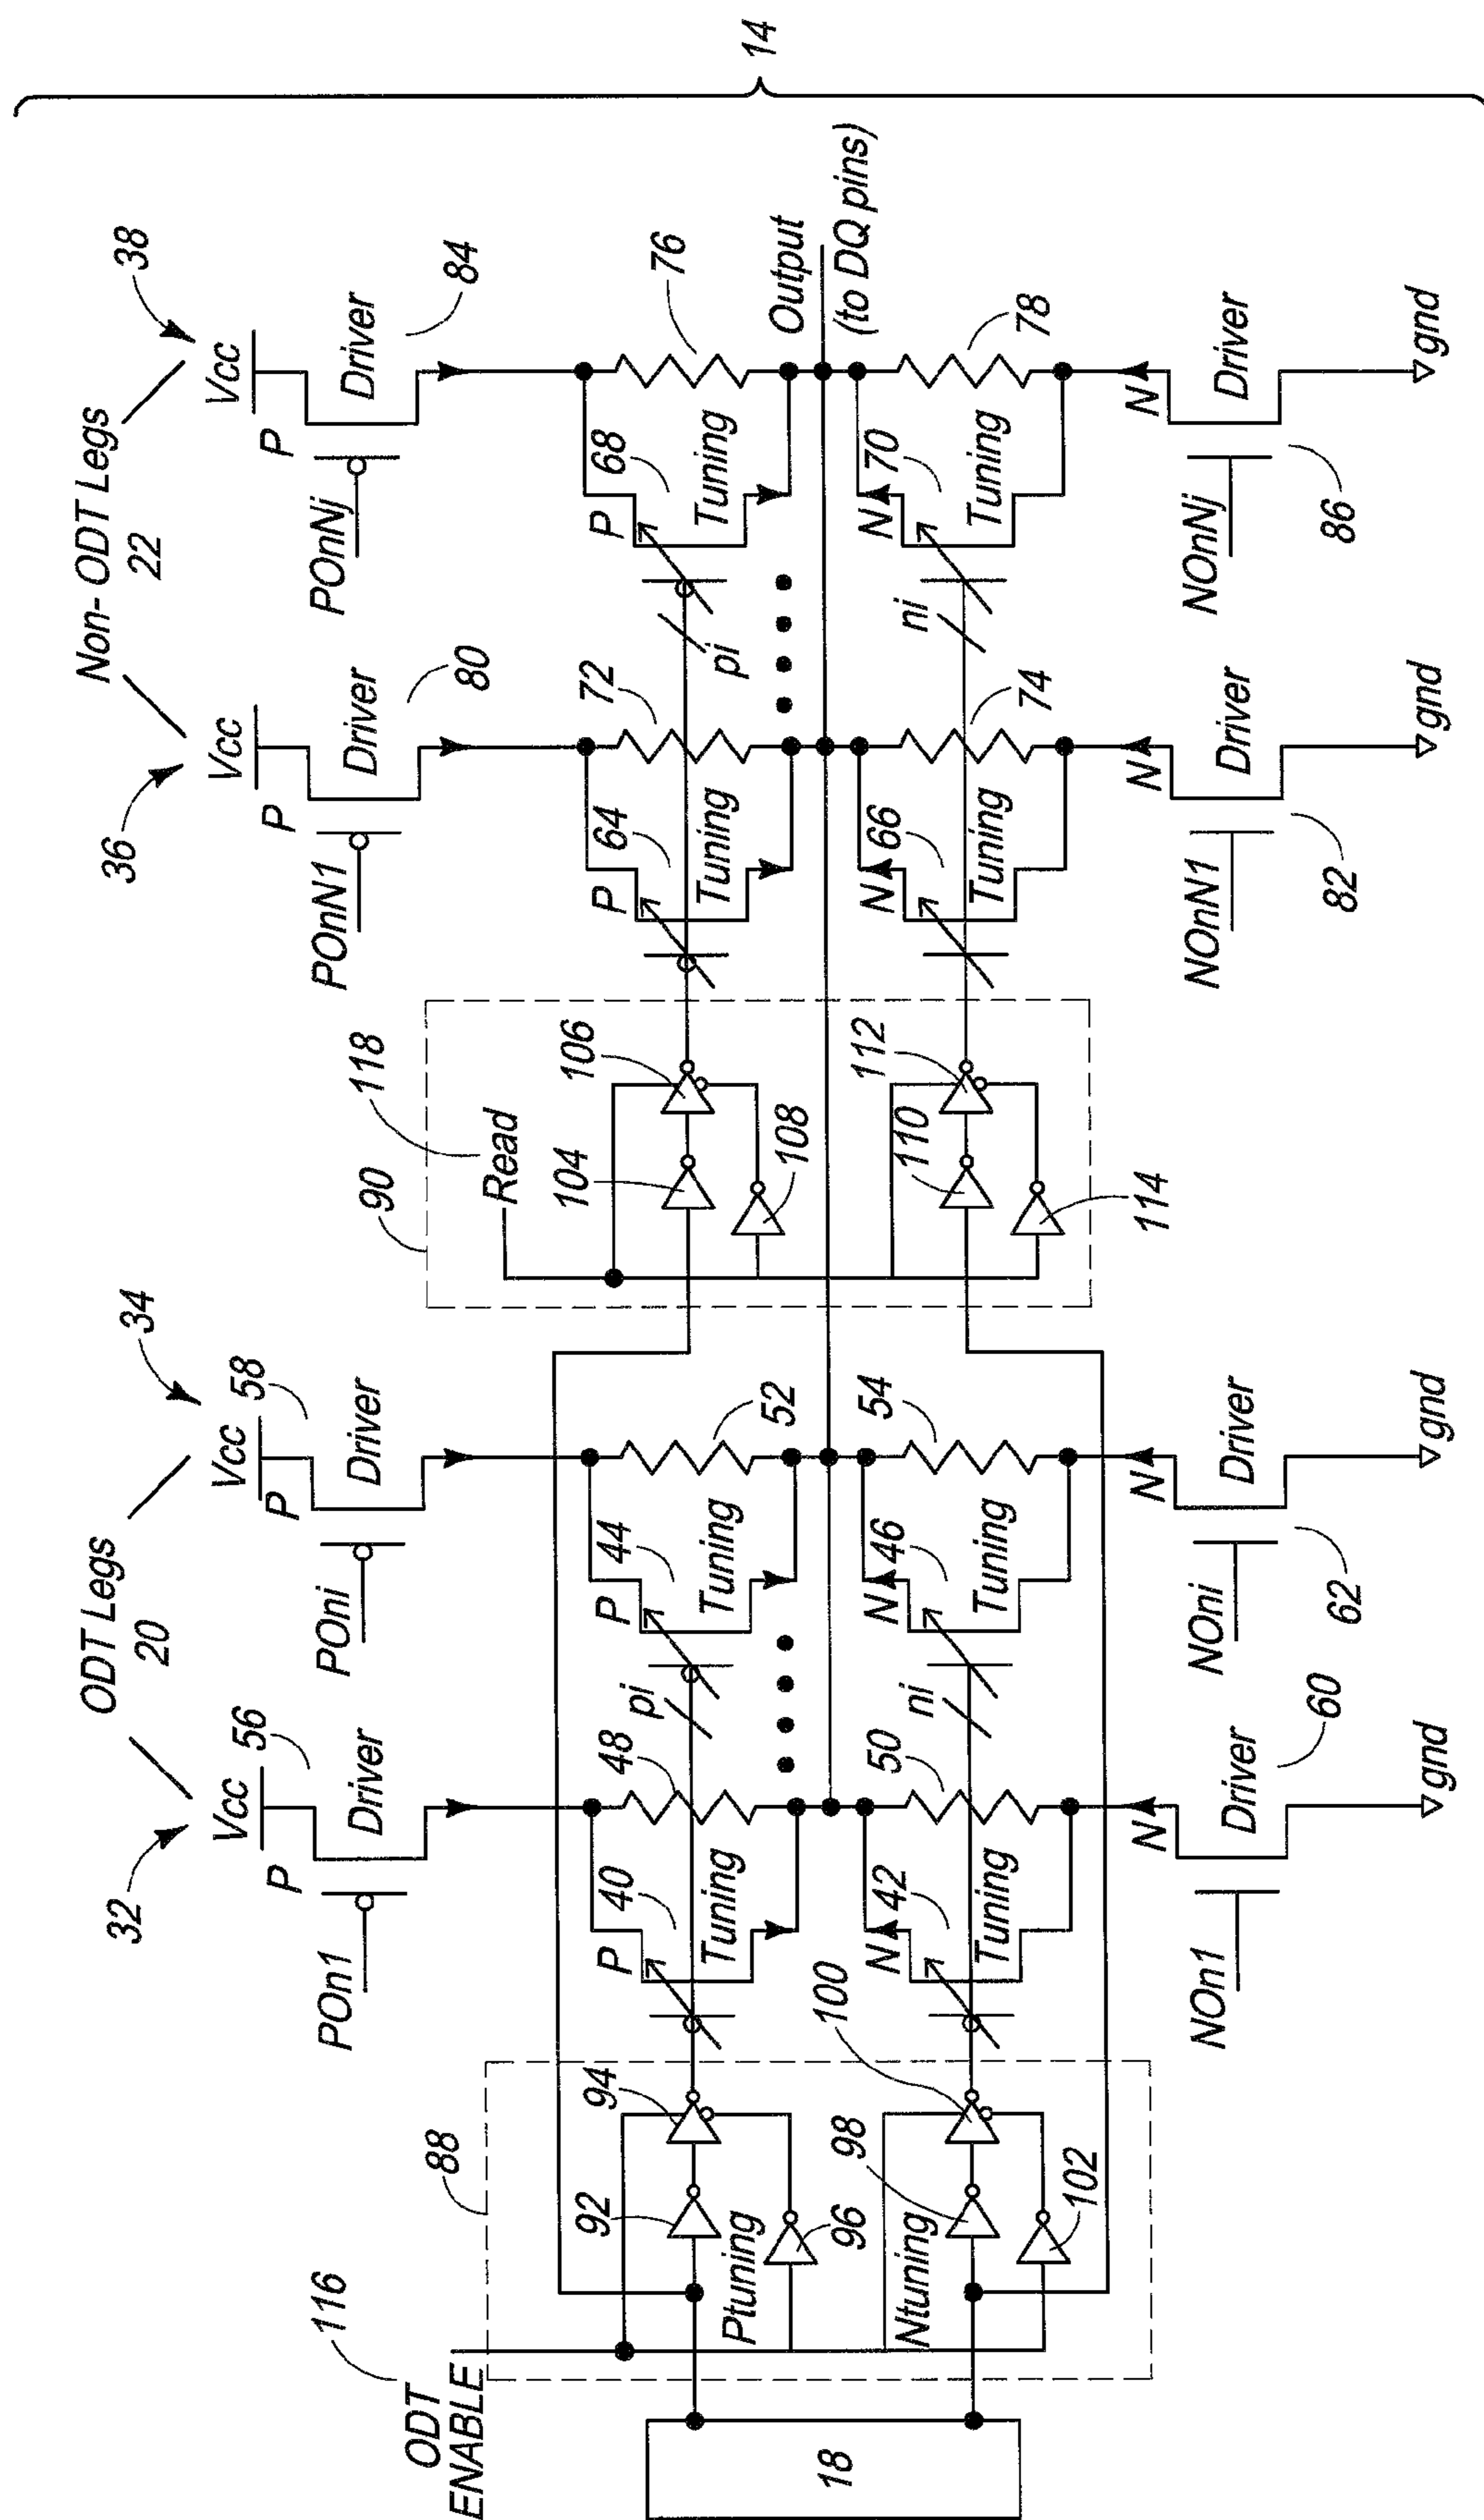 14
ODT Legs
20
Non- ODT Legs
22
32
34
36
38
Vcc 56
P
Driver
POn1
Vcc 58
P
Driver
POni
Vcc
P
Driver
80
POnN1
Vcc
P
Driver
84
POnNj
116
ODT
ENABLE
88
90
118
Read
18
92
94
Ptuning
96
98
100
Ntuning
102
P
40
Tuning
48
pi
P
44
Tuning
52
104
106
108
P
64
Tuning
72
pi
P
68
Tuning
76
Output
(to DQ pins)
N
42
Tuning
50
ni
N
46
Tuning
54
110
112
114
N
66
Tuning
74
ni
N
70
Tuning
78
NOn1
N
Driver
60
gnd
NOni
N
Driver
62
gnd
NOnN1
N
Driver
82
gnd
NOnNj
N
Driver
86
gnd